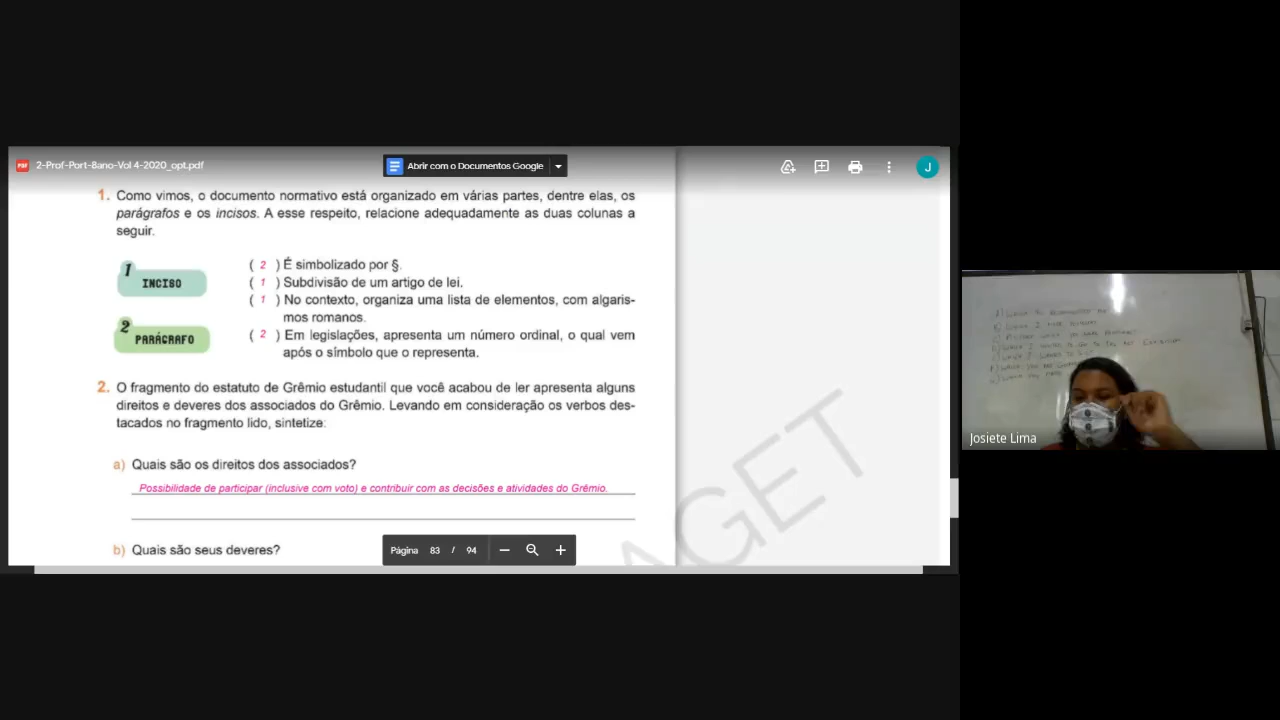 2-Prof-Port-Bano-Vol 4-2020_opt.pdf
Abrir com o Documentos Google
J
1. Como vimos, o documento normativo está organizado em várias partes, dentre elas, os
parágrafos e os incisos. A esse respeito, relacione adequadamente as duas colunas a
seguir.
1
INCISO
2
PARÁGRAFO
( 2 ) É simbolizado por §.
( 1 ) Subdivisão de um artigo de lei.
( 1 ) No contexto, organiza uma lista de elementos, com algaris-
mos romanos.
( 2 ) Em legislações, apresenta um número ordinal, o qual vem
após o símbolo que o representa.
2. O fragmento do estatuto de Grêmio estudantil que você acabou de ler apresenta alguns
direitos e deveres dos associados do Grêmio. Levando em consideração os verbos des-
tacados no fragmento lido, sintetize:
a) Quais são os direitos dos associados?
Possibilidade de participar (inclusive com voto) e contribuir com as decisões e atividades do Grêmio.
b) Quais são seus deveres?
Página 83 / 94
AGET
Josiete Lima